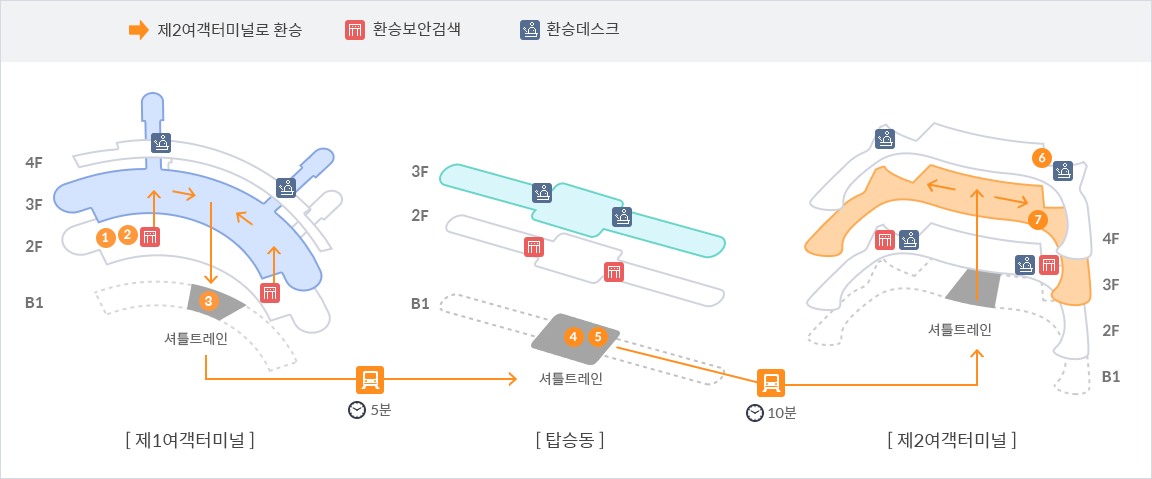 제2여객터미널로 환승
환승보안검색
환승데스크
4F
3F
2F
B1
1
2
3
셔틀트레인
5분
[ 제1여객터미널 ]
3F
2F
B1
4
5
셔틀트레인
10분
[ 탑승동 ]
6
7
4F
3F
2F
B1
셔틀트레인
[ 제2여객터미널 ]